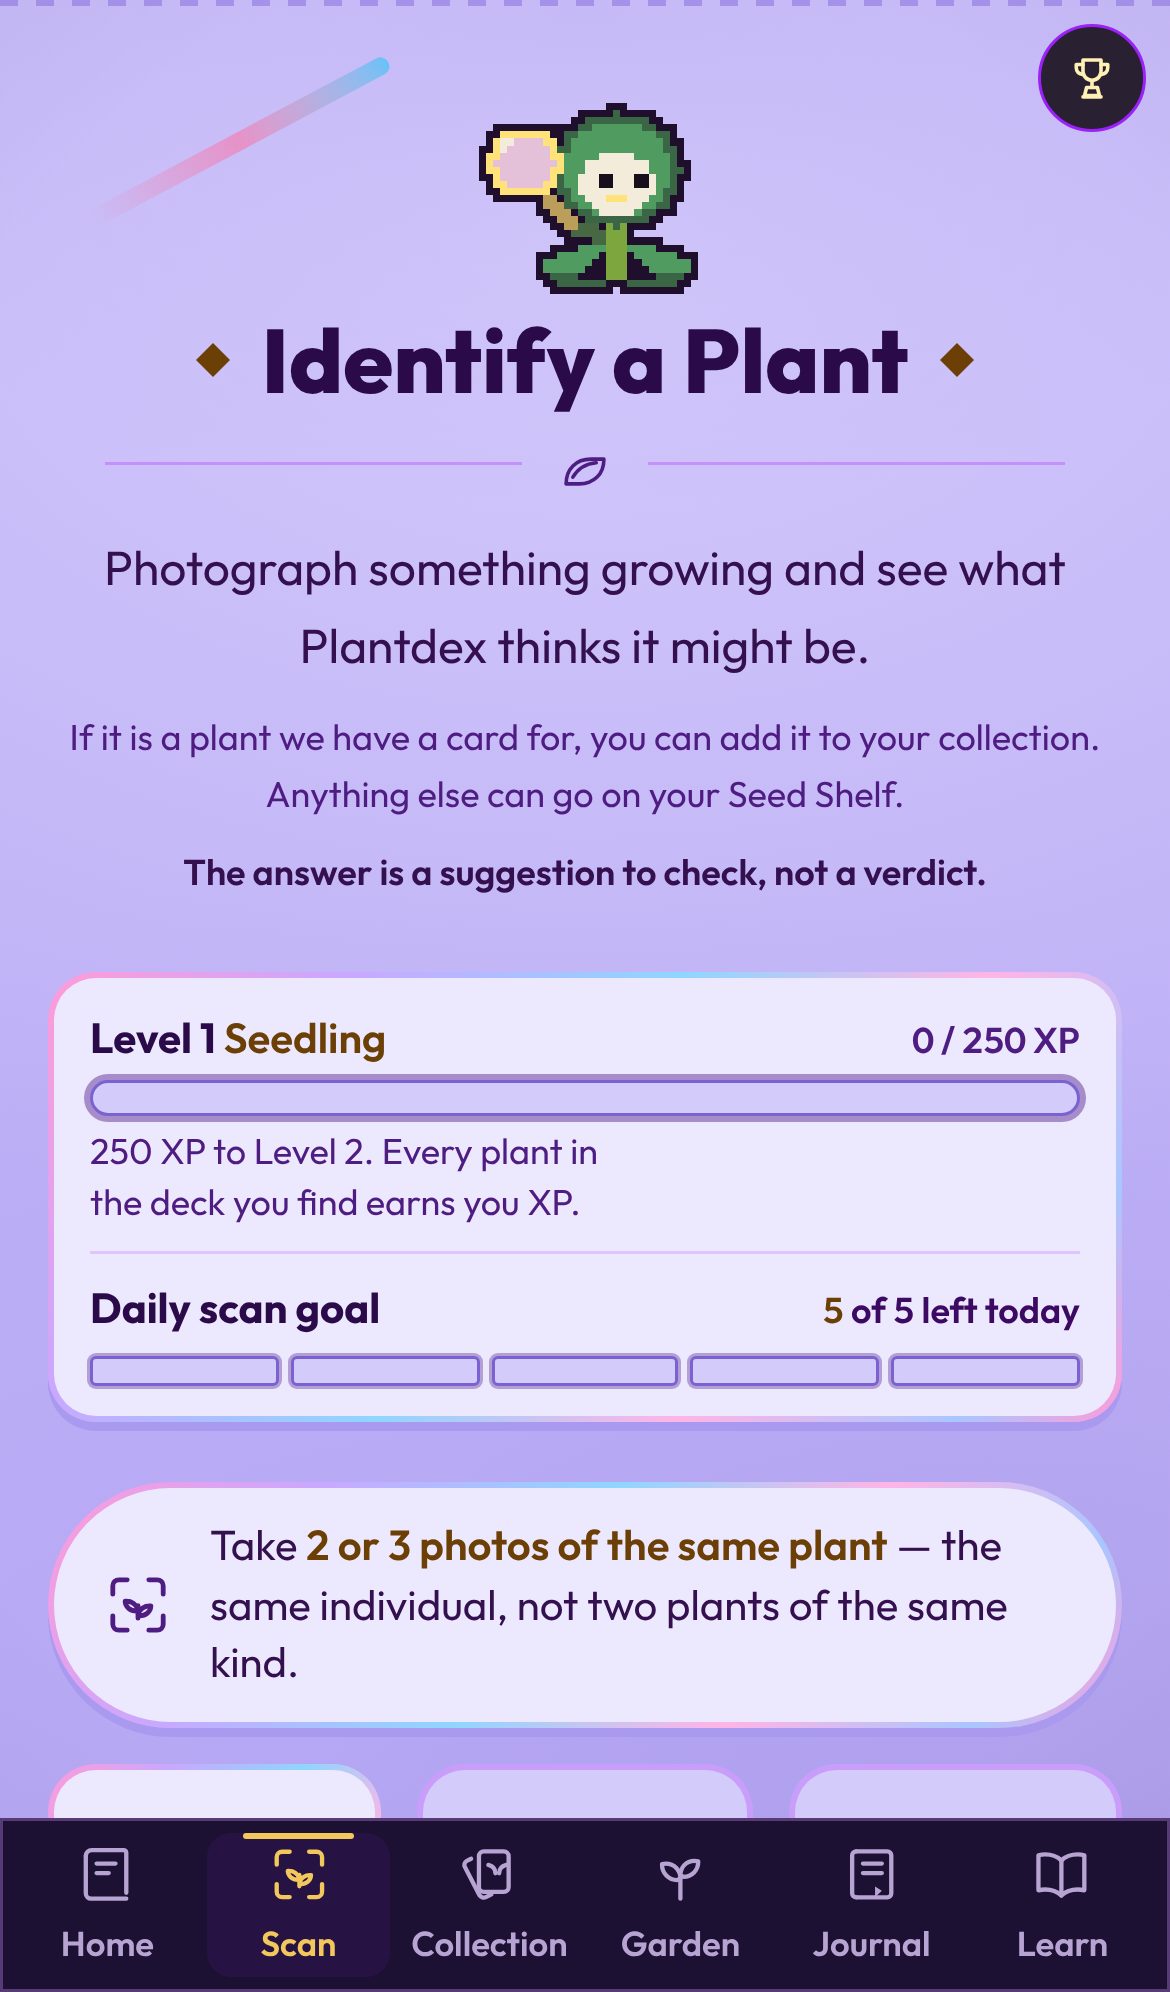 Identify a Plant
Photograph something growing and see what
Plantdex thinks it might be.
If it is a plant we have a card for, you can add it to your collection.
Anything else can go on your Seed Shelf.
The answer is a suggestion to check, not a verdict.
Level 1 Seedling
0 / 250 XP
250 XP to Level 2. Every plant in
the deck you find earns you XP.
Daily scan goal
5 of 5 left today
Take 2 or 3 photos of the same plant — the
same individual, not two plants of the same
kind.
Home
Scan
Collection
Garden
Journal
Learn